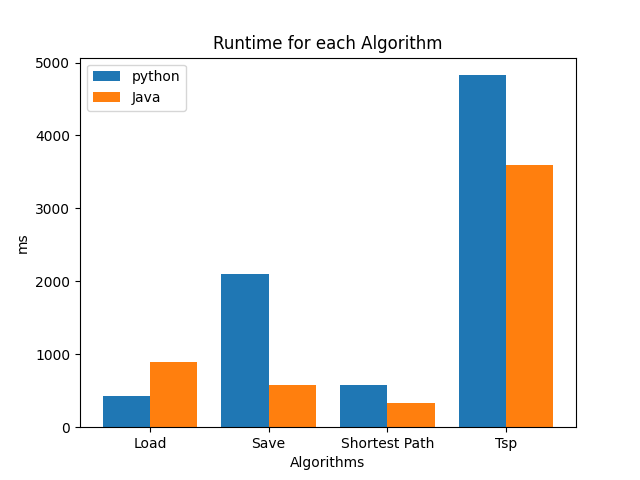 Runtime for each Algorithm
python
Java
5000
4000
3000
2000
1000
0
ms
Load Save Shortest Path Tsp
Algorithms